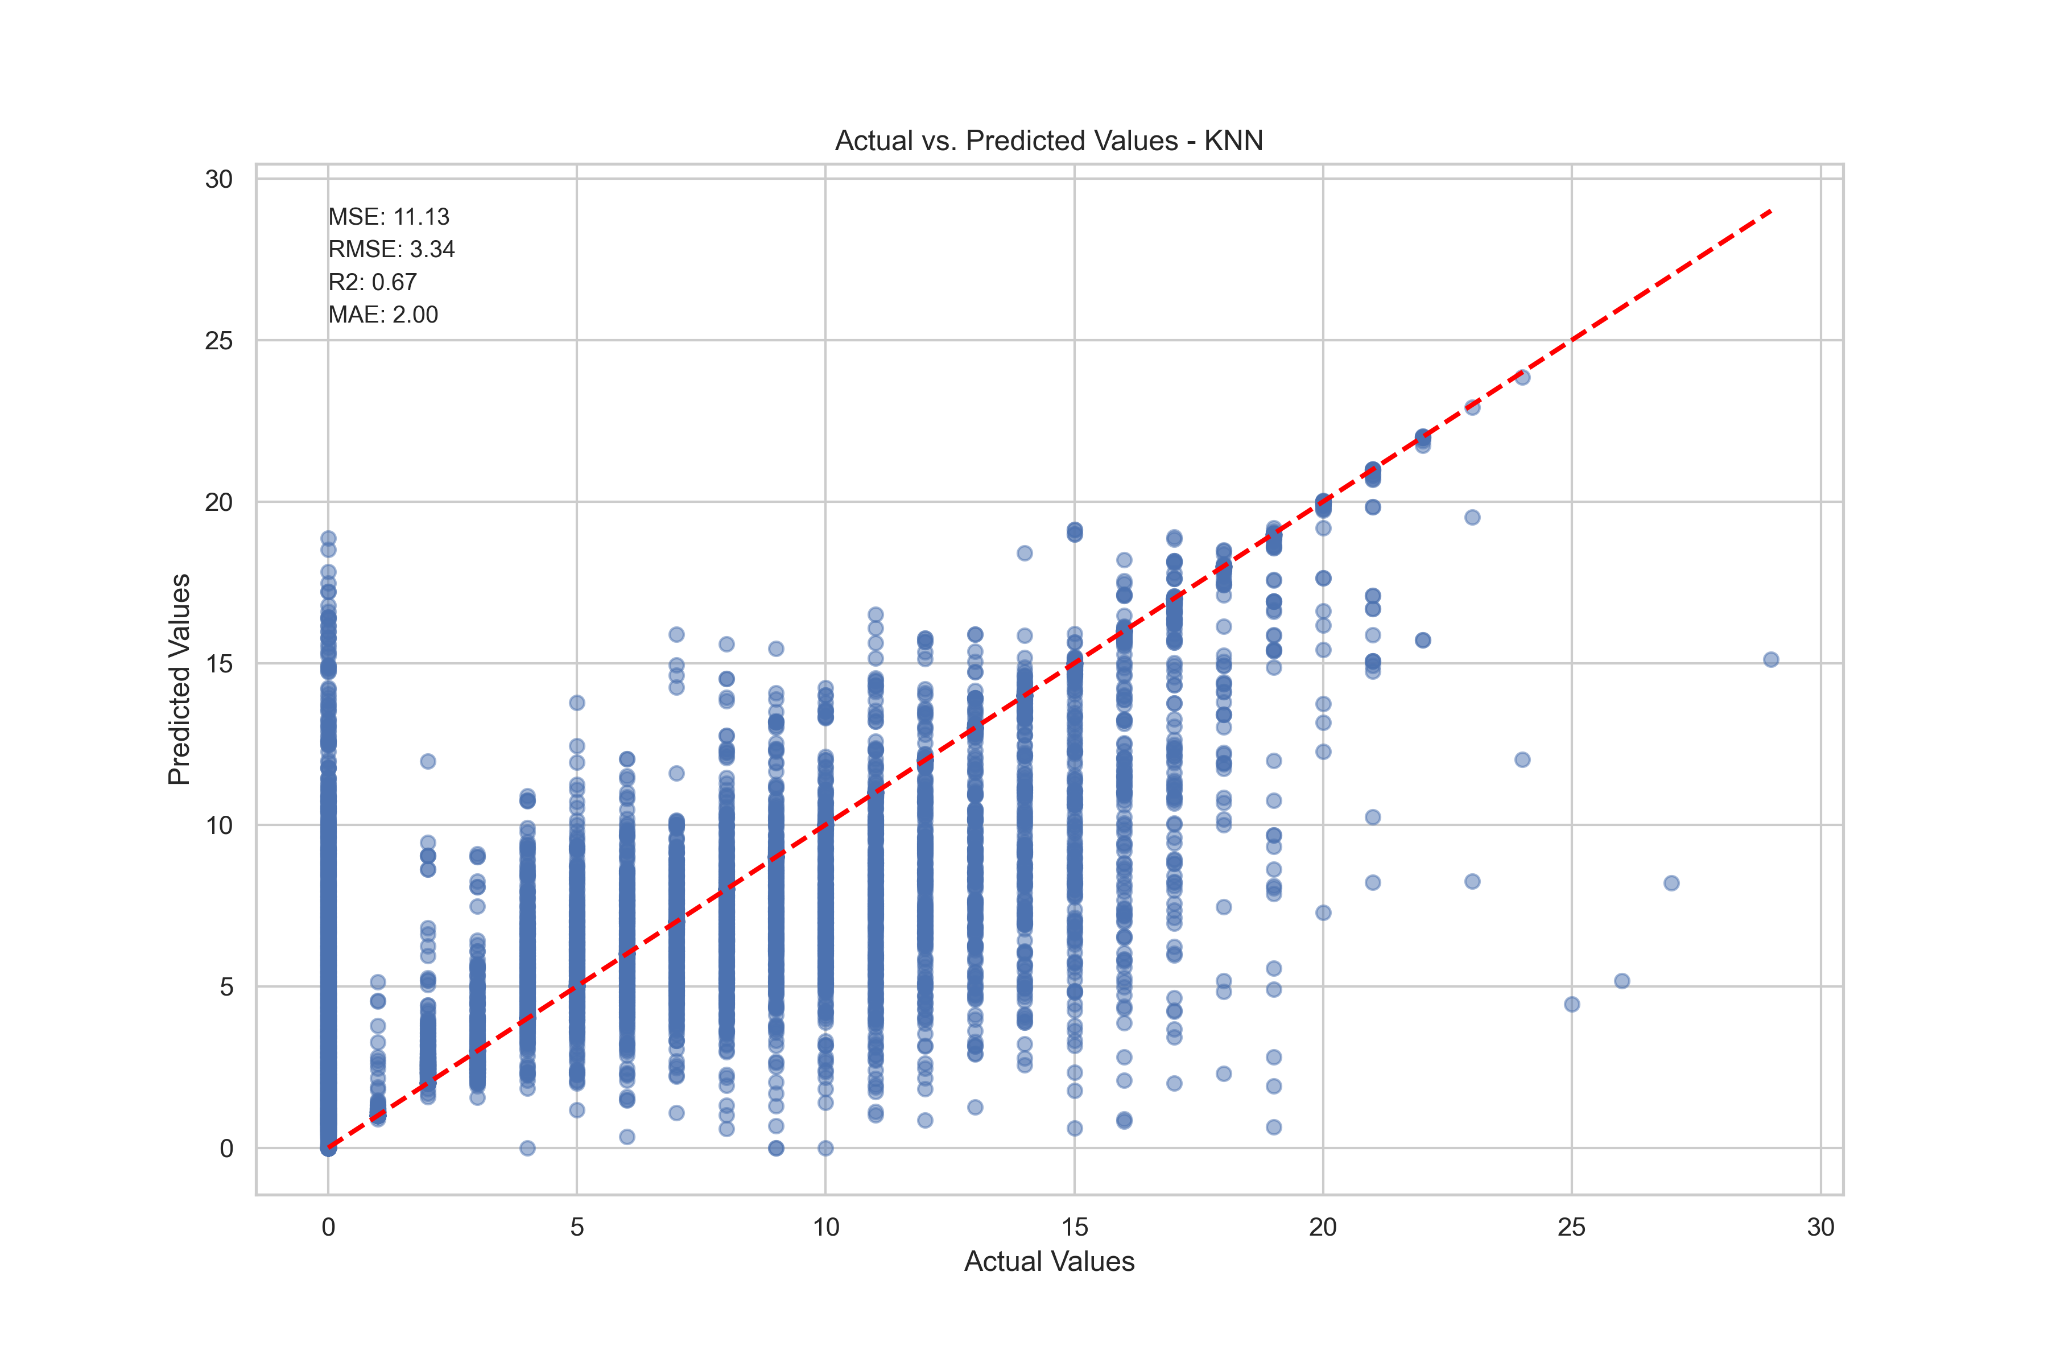 Actual vs. Predicted Values - KNN
MSE: 11.13
RMSE: 3.34
R2: 0.67
MAE: 2.00
Predicted Values
30
25
20
15
10
5
0
0 5 10 15 20 25 30
Actual Values